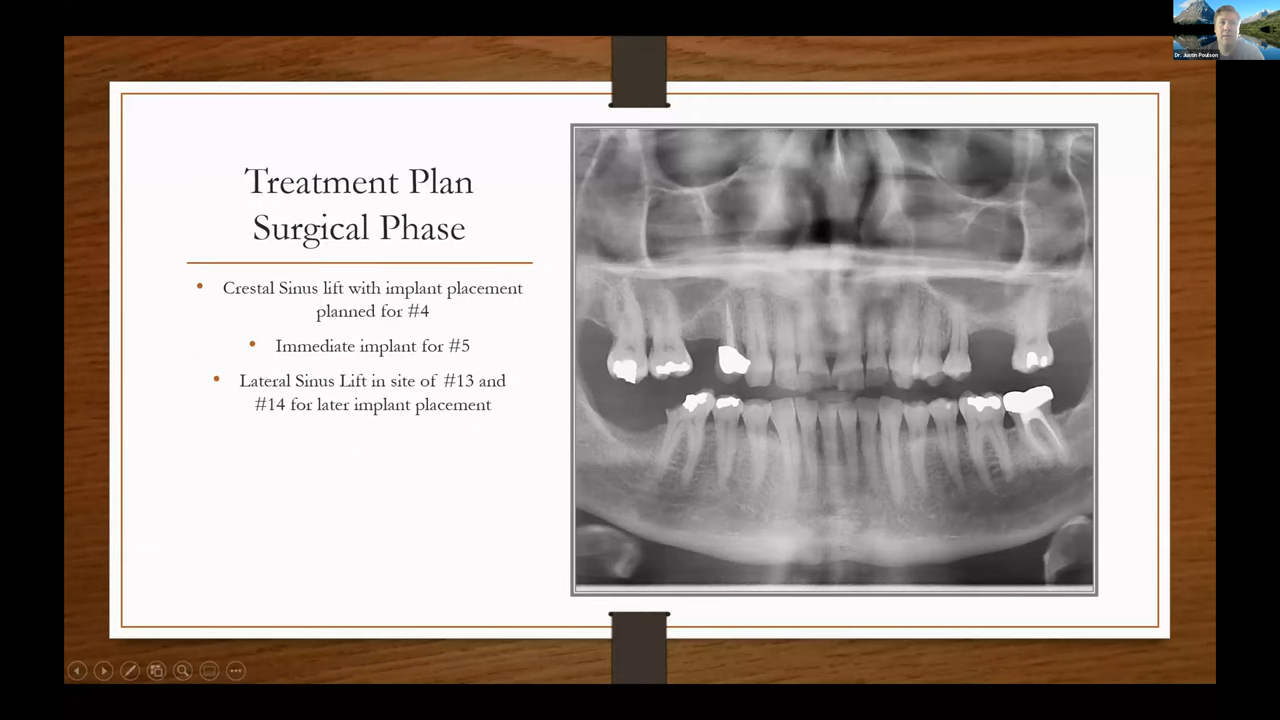 Dr. Justin Poulson
Treatment Plan
Surgical Phase
• Crestal Sinus lift with implant placement
planned for #4
• Immediate implant for #5
• Lateral Sinus Lift in site of #13 and
#14 for later implant placement